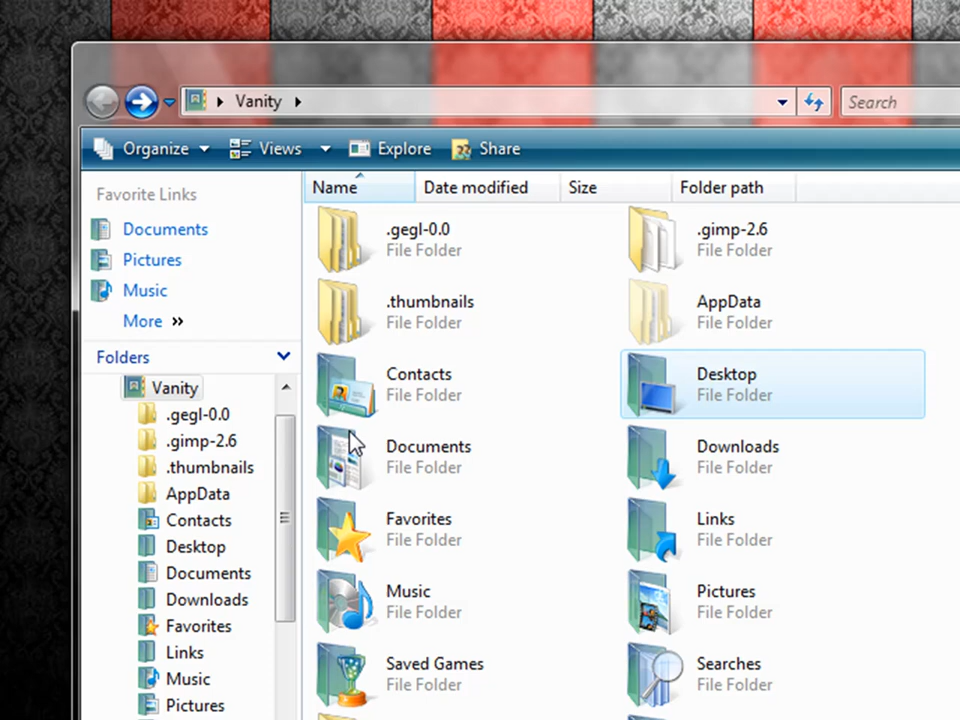 Vanity
Search
Organize
Views
Explore
Share
Favorite Links
Documents
Pictures
Music
More »
Folders
Vanity
.gegl-0.0
.gimp-2.6
.thumbnails
AppData
Contacts
Desktop
Documents
Downloads
Favorites
Links
Music
Pictures
Name
Date modified
Size
Folder path
.gegl-0.0
File Folder
.gimp-2.6
File Folder
.thumbnails
File Folder
AppData
File Folder
Contacts
File Folder
Desktop
File Folder
Documents
File Folder
Downloads
File Folder
Favorites
File Folder
Links
File Folder
Music
File Folder
Pictures
File Folder
Saved Games
File Folder
Searches
File Folder